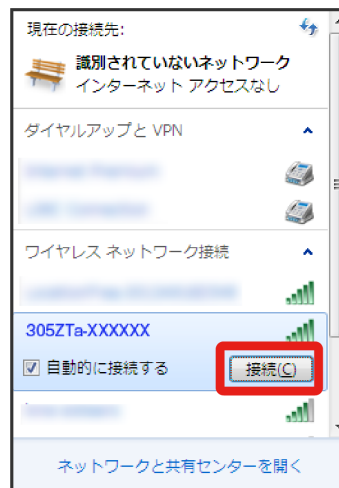 現在の接続先:
識別されていないネットワーク
インターネット アクセスなし
ダイヤルアップと VPN
ワイヤレス ネットワーク接続
305ZTa-XXXXXX
自動的に接続する
接続(C)
ネットワークと共有センターを開く